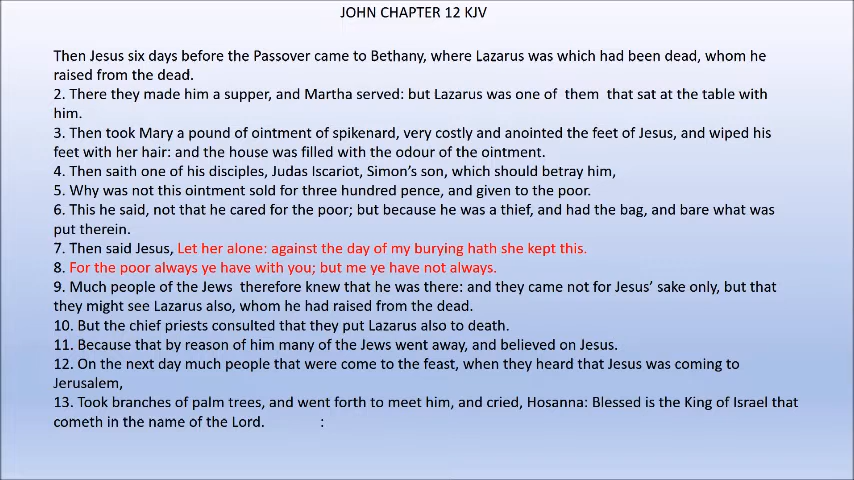 JOHN CHAPTER 12 KJV
Then Jesus six days before the Passover came to Bethany, where Lazarus was which had been dead, whom he
raised from the dead.
2. There they made him a supper, and Martha served: but Lazarus was one of them that sat at the table with
him.
3. Then took Mary a pound of ointment of spikenard, very costly and anointed the feet of Jesus, and wiped his
feet with her hair: and the house was filled with the odour of the ointment.
4. Then saith one of his disciples, Judas Iscariot, Simon’s son, which should betray him,
5. Why was not this ointment sold for three hundred pence, and given to the poor.
6. This he said, not that he cared for the poor; but because he was a thief, and had the bag, and bare what was
put therein.
7. Then said Jesus, Let her alone: against the day of my burying hath she kept this.
8. For the poor always ye have with you; but me ye have not always.
9. Much people of the Jews therefore knew that he was there: and they came not for Jesus’ sake only, but that
they might see Lazarus also, whom he had raised from the dead.
10. But the chief priests consulted that they put Lazarus also to death.
11. Because that by reason of him many of the Jews went away, and believed on Jesus.
12. On the next day much people that were come to the feast, when they heard that Jesus was coming to
Jerusalem,
13. Took branches of palm trees, and went forth to meet him, and cried, Hosanna: Blessed is the King of Israel that
cometh in the name of the Lord. :